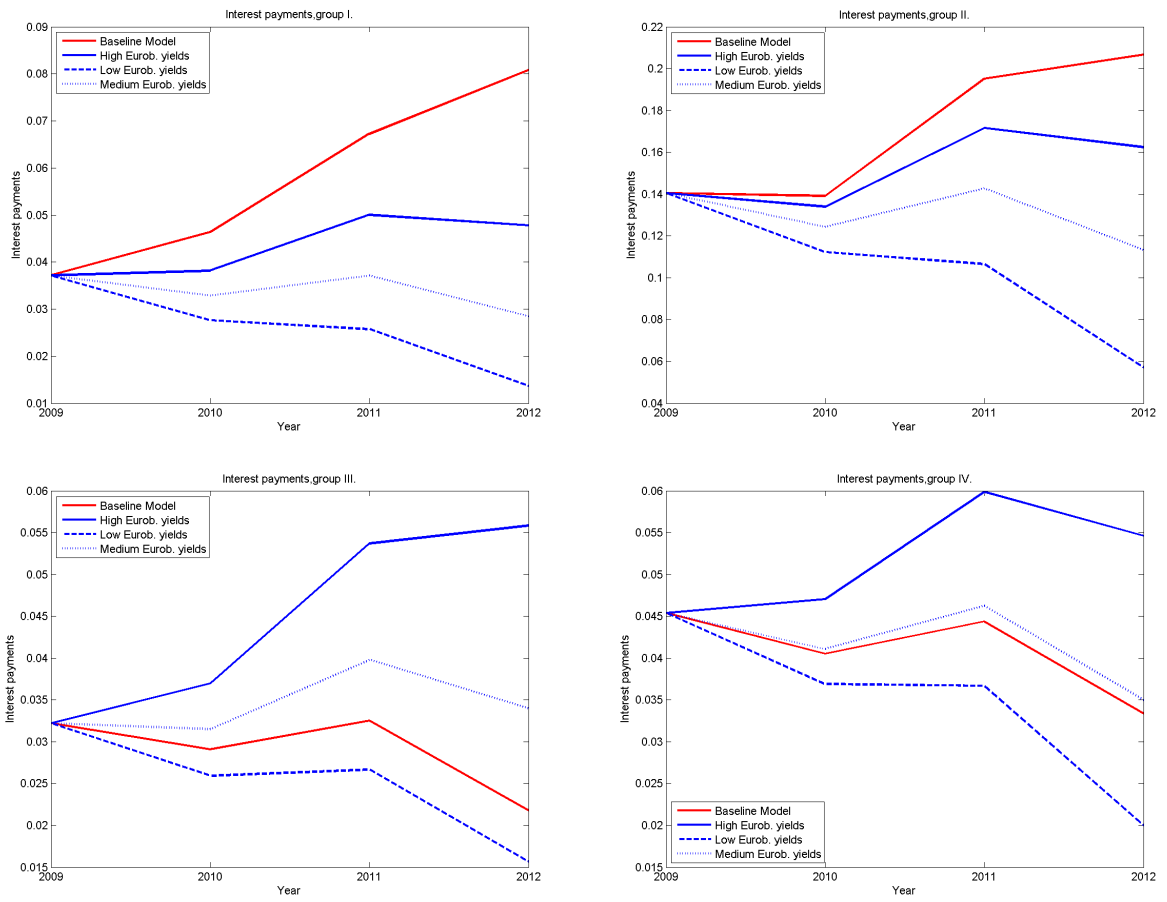 Interest payments,group I.
Baseline Model
High Eurob. yields
Low Eurob. yields
Medium Eurob. yields
0.09
0.08
0.07
0.06
0.05
0.04
0.03
0.02
0.01
Interest payments
2009 2010 2011 2012
Year
Interest payments,group II.
Baseline Model
High Eurob. yields
Low Eurob. yields
Medium Eurob. yields
0.22
0.2
0.18
0.16
0.14
0.12
0.1
0.08
0.06
0.04
Interest payments
2009 2010 2011 2012
Year
Interest payments,group III.
Baseline Model
High Eurob. yields
Low Eurob. yields
Medium Eurob. yields
0.06
0.055
0.05
0.045
0.04
0.035
0.03
0.025
0.02
0.015
Interest payments
2009 2010 2011 2012
Year
Interest payments,group IV.
0.06
0.055
0.05
0.045
0.04
0.035
0.03
0.025
0.02
0.015
Interest payments
Baseline Model
High Eurob. yields
Low Eurob. yields
Medium Eurob. yields
2009 2010 2011 2012
Year